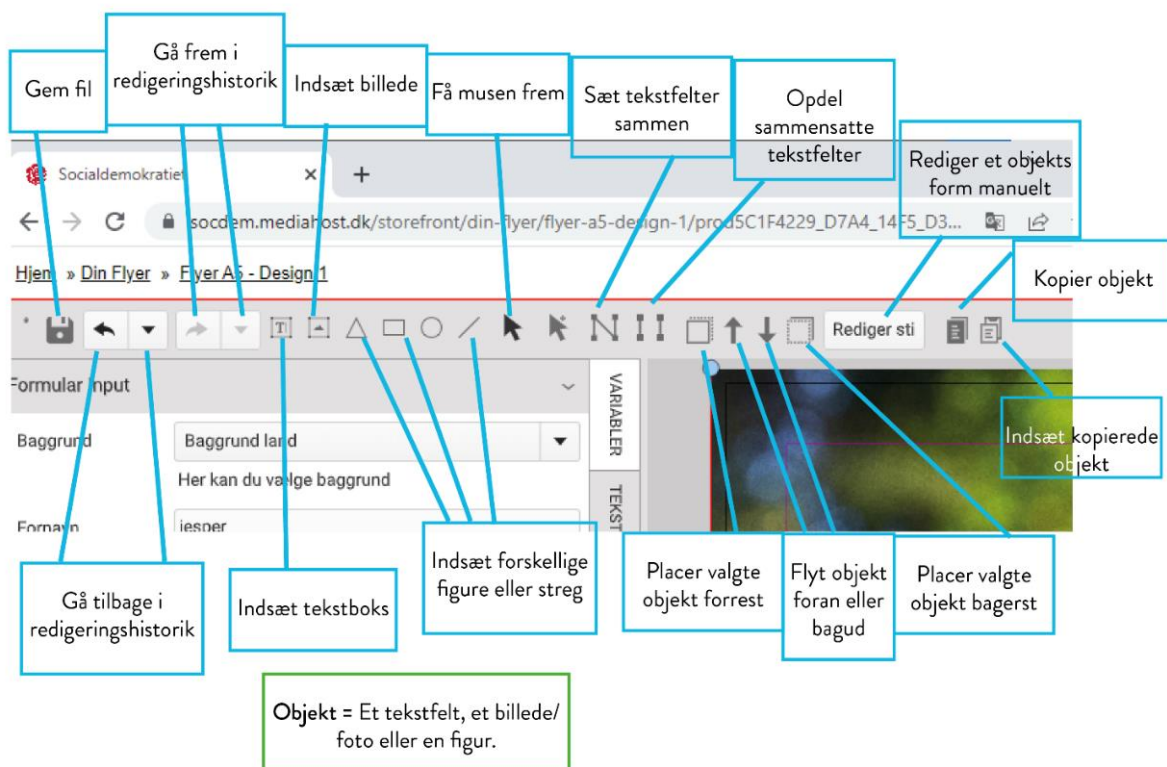 Gem fil
Gå frem i
redigeringshistorik
Indsæt billede
Få musen frem
Sæt tekstfelter
sammen
Opdel
sammensatte
tekstfelter
Rediger et objekts
form manuelt
Kopier objekt
Socialdemokratiet
socdem.mediahost.dk/storefront/din-flyer/flyer-a5-design-1/prod5C1F4229_D7A4_14F5_D3...
Hjem » Din Flyer » Flyer A5 - Design 1
Rediger sti
Formular input
VARIABLER
Baggrund
Baggrund land
Her kan du vælge baggrund
TEKST
Fornavn
jesper
Indsæt kopierede
objekt
Gå tilbage i
redigeringshistorik
Indsæt tekstboks
Indsæt forskellige
figure eller streg
Placer valgte
objekt forrest
Flyt objekt
foran eller
bagud
Placer valgte
objekt bagerst
Objekt = Et tekstfelt, et billede/
foto eller en figur.